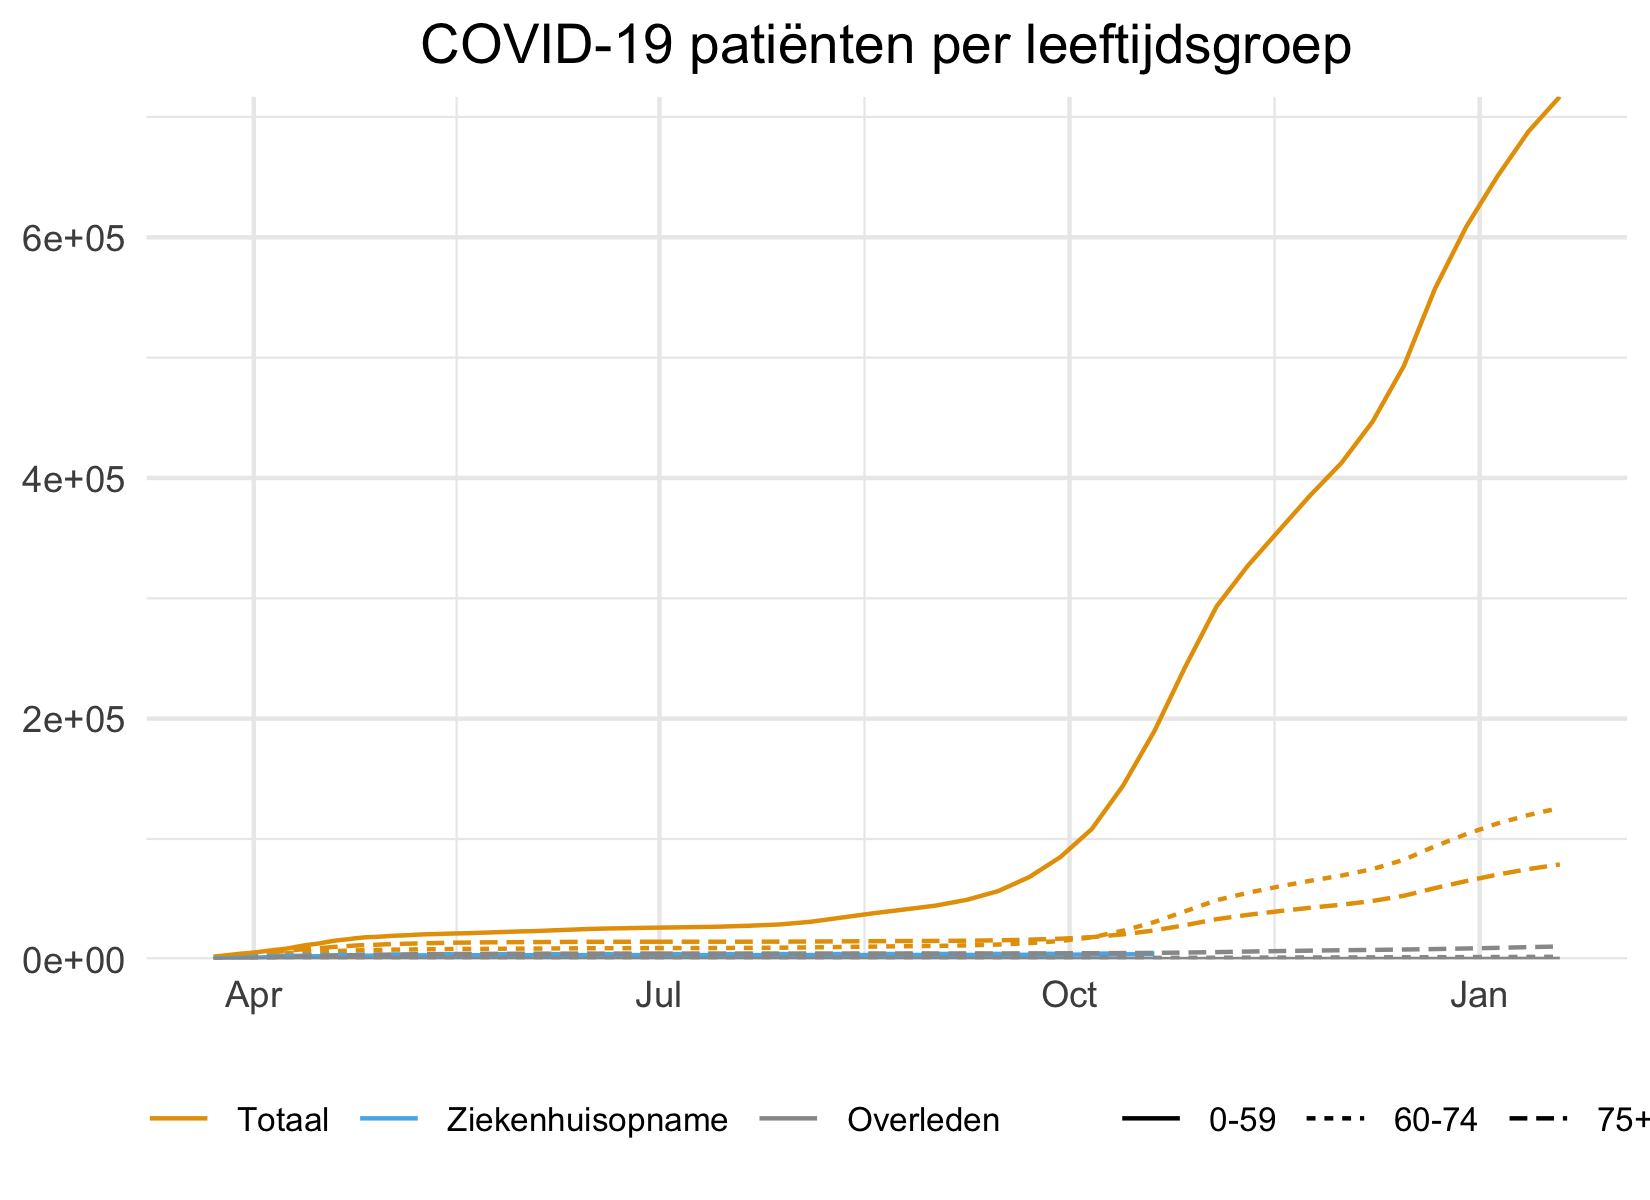 COVID-19 patiënten per leeftijdsgroep
6e+05
4e+05
2e+05
0e+00
Apr Jul Oct Jan
Totaal Ziekenhuisopname Overleden 0-59 60-74 75+